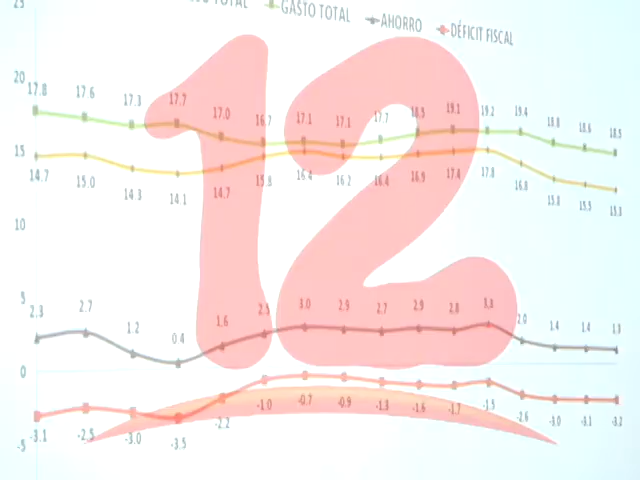 25
TOTAL GASTO TOTAL AHORRO DÉFICIT FISCAL
20
17.8 17.6 17.3 17.7 17.0 16.7 17.1 17.1 17.7 18.5 19.1 19.2 19.4 18.8 18.6 18.5
15
14.7 15.0 14.3 14.1 14.7 15.8 16.4 16.2 16.4 16.9 17.4 17.8 16.8 15.8 15.5 15.3
10
5
2.3 2.7 1.2 0.4 1.6 2.5 3.0 2.9 2.7 2.9 2.8 3.3 2.0 1.4 1.4 1.3
0
-3.1 -2.5 -3.0 -3.5 -2.2 -1.0 -0.7 -0.9 -1.3 -1.6 -1.7 -1.5 -2.6 -3.0 -3.1 -3.2
-5
12